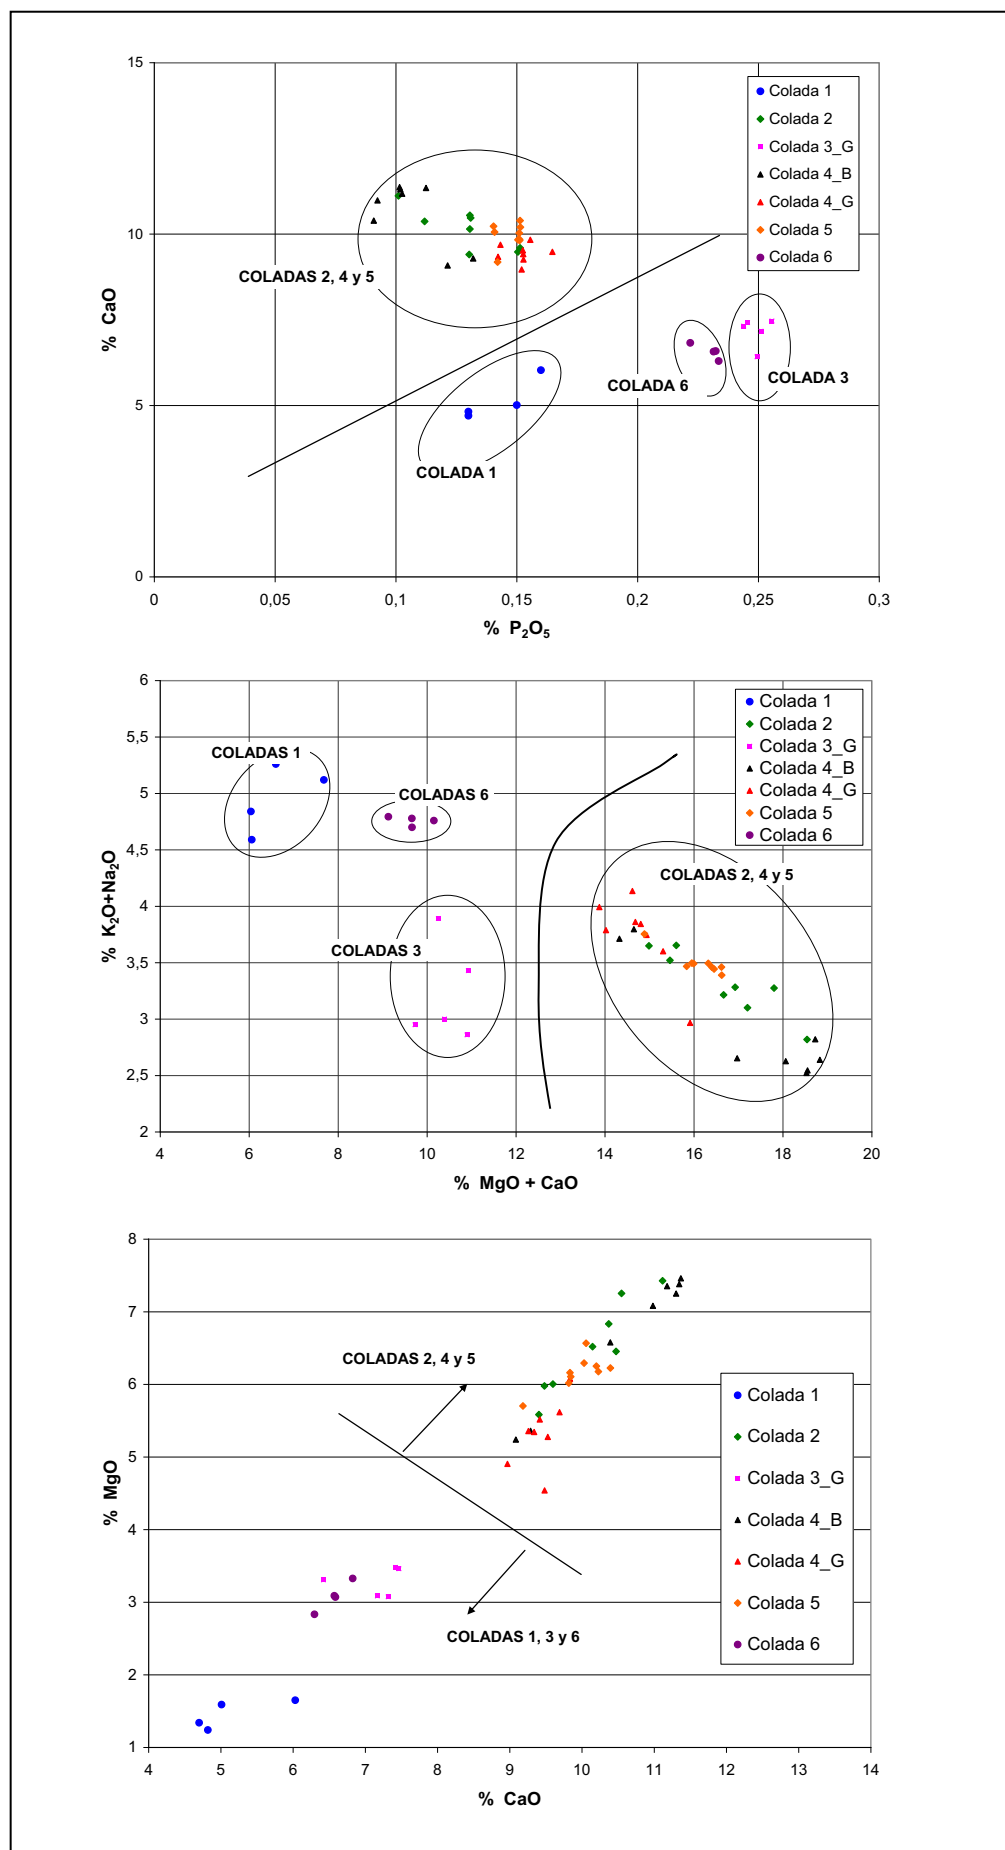 15
10
5
0
% CaO
Colada 1
Colada 2
Colada 3_G
Colada 4_B
Colada 4_G
Colada 5
Colada 6
COLADAS 2, 4 y 5
COLADA 6
COLADA 3
COLADA 1
0
0,05
0,1
0,15
0,2
0,25
0,3
% P₂O₅
6
5,5
5
4,5
4
3,5
3
2,5
2
% K₂O+Na₂O
Colada 1
Colada 2
Colada 3_G
Colada 4_B
Colada 4_G
Colada 5
Colada 6
COLADAS 1
COLADAS 6
COLADAS 2, 4 y 5
COLADAS 3
4
6
8
10
12
14
16
18
20
% MgO + CaO
8
7
6
5
4
3
2
1
% MgO
COLADAS 2, 4 y 5
Colada 1
Colada 2
Colada 3_G
Colada 4_B
Colada 4_G
Colada 5
Colada 6
COLADAS 1, 3 y 6
4
5
6
7
8
9
10
11
12
13
14
% CaO